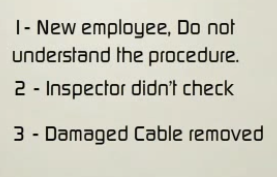 1- New employee, Do not
understand the procedure.
2 - Inspector didn't check
3 - Damaged Cable removed